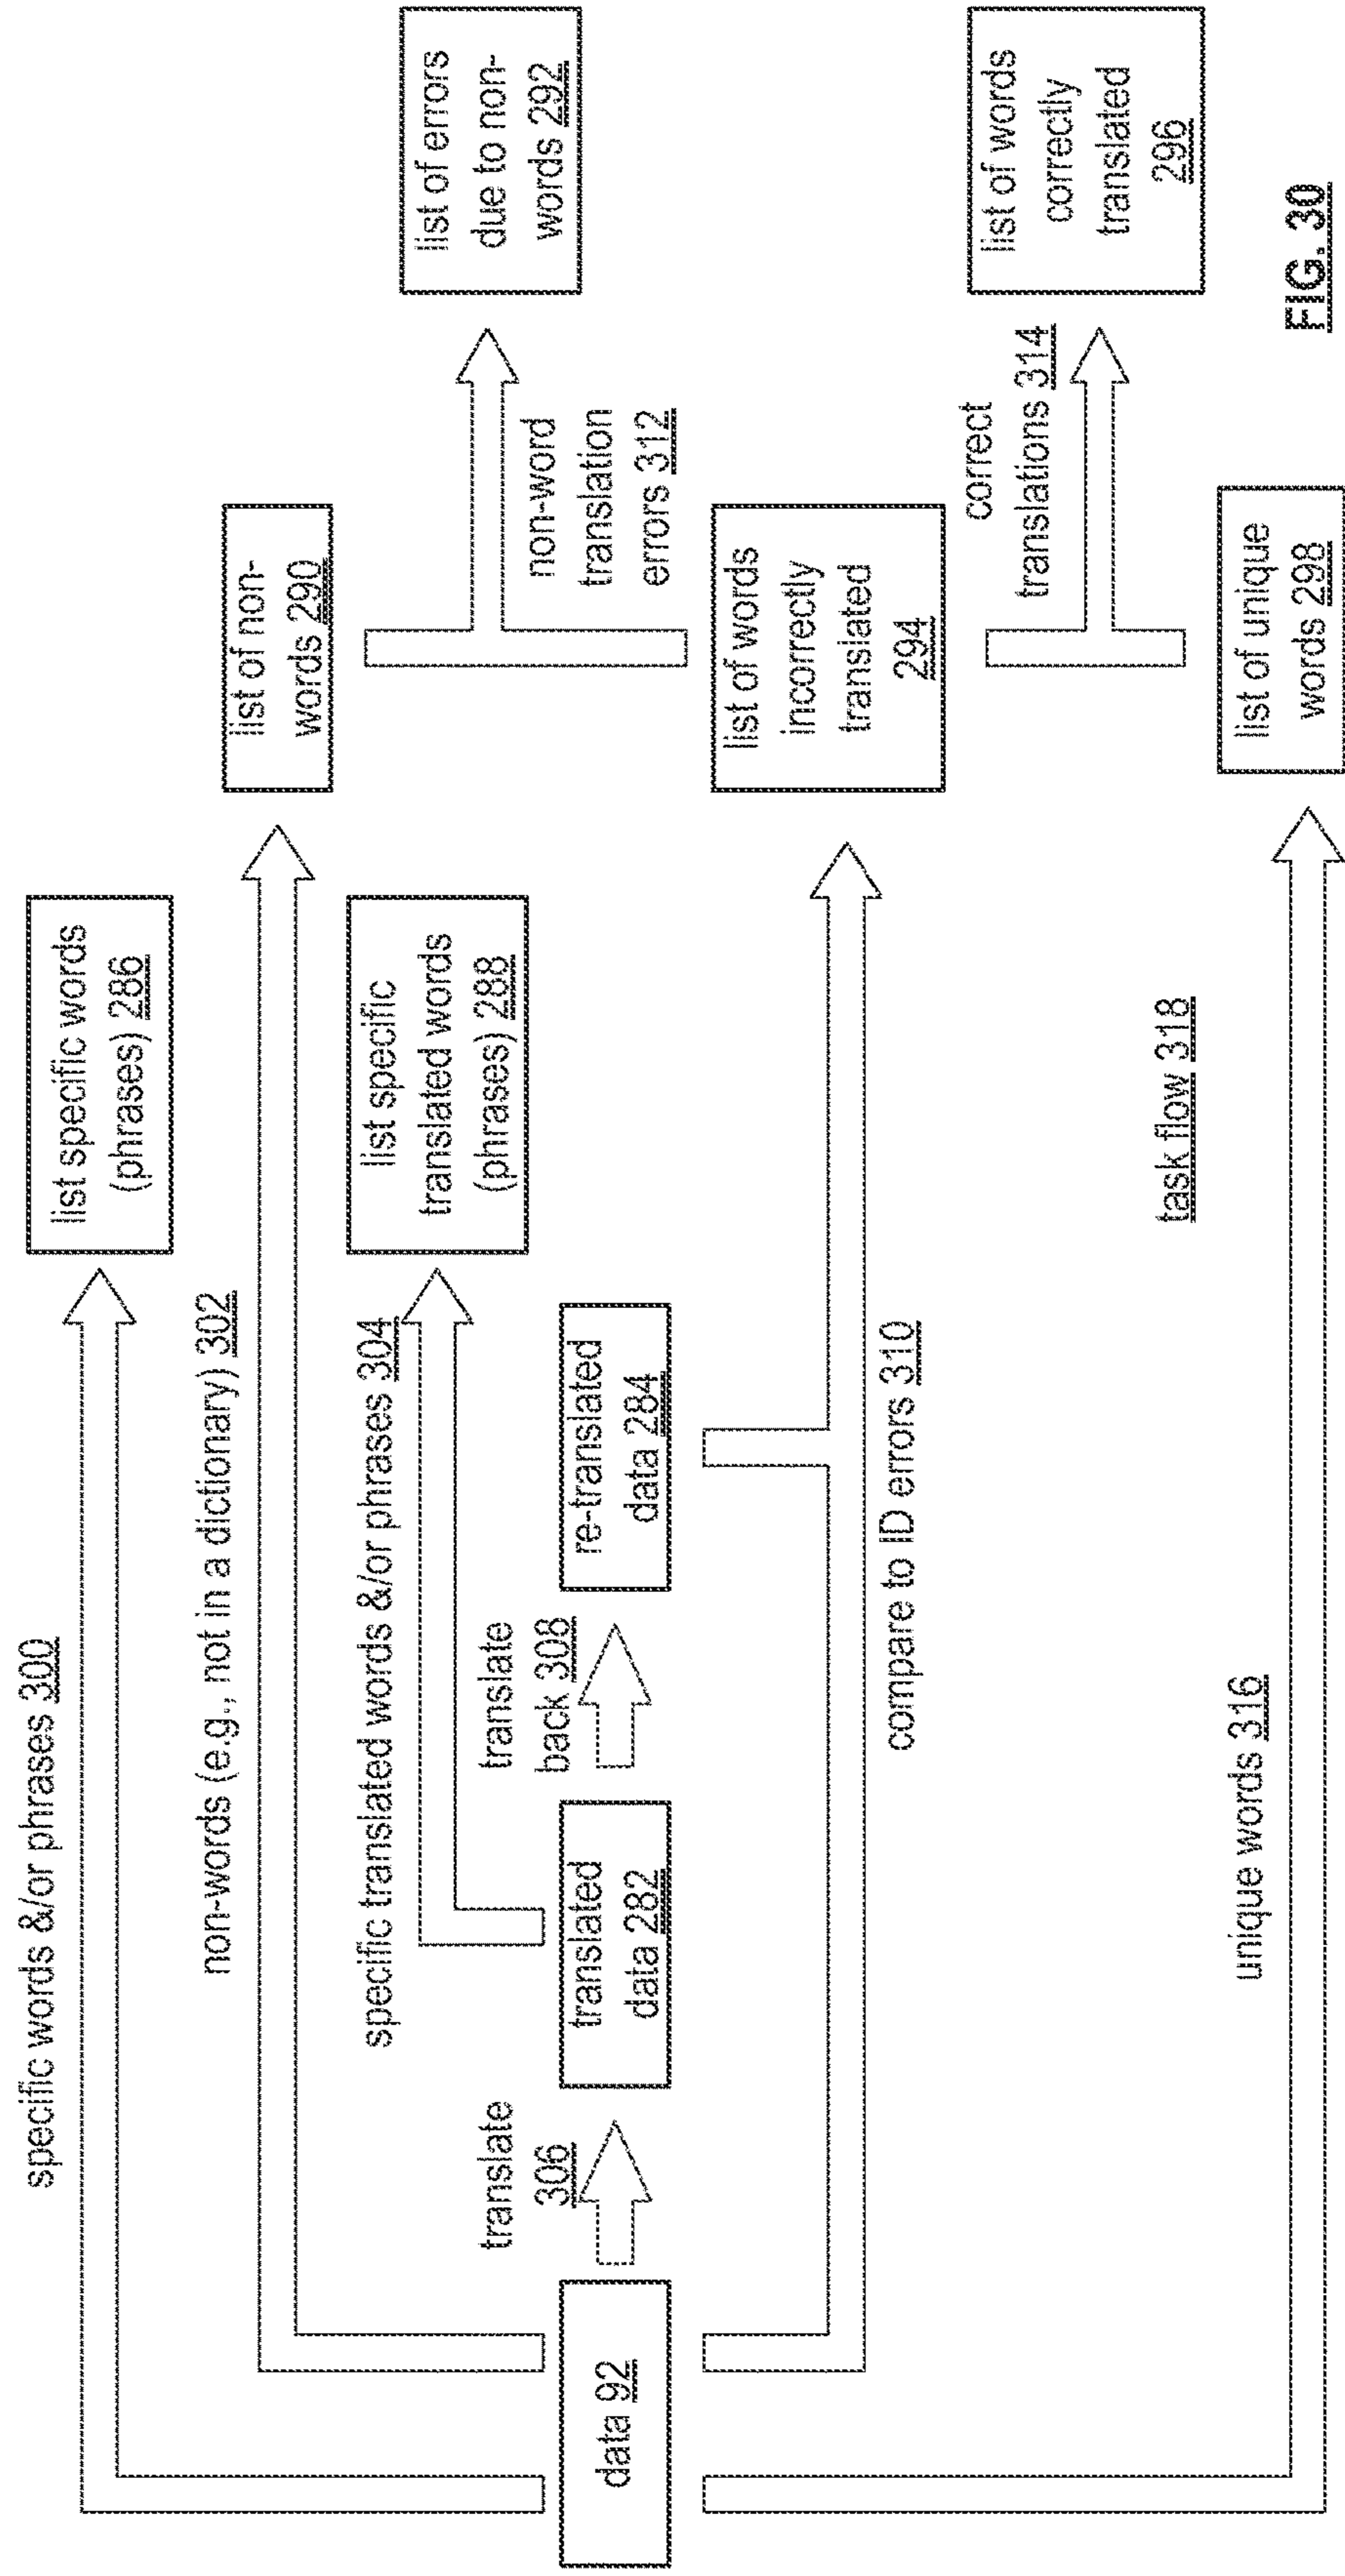 specific words &/or phrases 300
list specific words
(phrases) 286
non-words (e.g., not in a dictionary) 302
list of non-
words 290
specific translated words &/or phrases 304
list specific
translated words
(phrases) 288
list of errors
due to non-
words 292
non-word
translation
errors 312
translate
306
translate
back 308
data 92
translated
data 282
re-translated
data 284
list of words
incorrectly
translated
294
compare to ID errors 310
correct
translations 314
list of words
correctly
translated
296
task flow 318
unique words 316
list of unique
words 298
FIG. 30